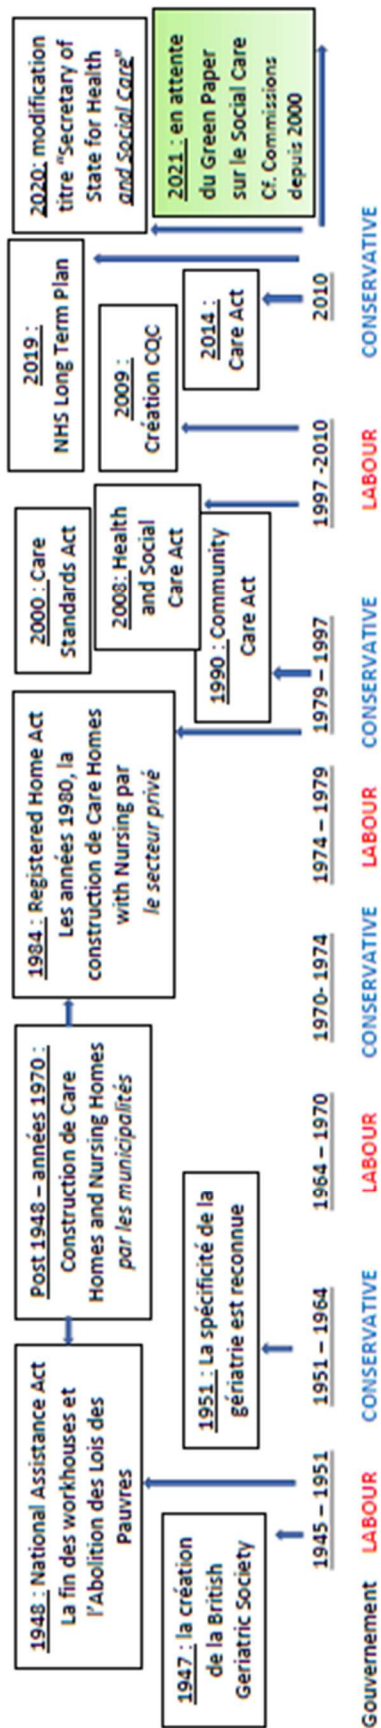 1948 : National Assistance Act
La fin des workhouses et
l'Abolition des Lois des
Pauvres
Post 1948 – années 1970 :
Construction de Care
Homes and Nursing Homes
par les municipalités
1984 : Registered Home Act
Les années 1980, la
construction de Care Homes
with Nursing par
le secteur privé
2000 : Care
Standards Act
2019 :
NHS Long Term Plan
2020: modification
titre "Secretary of
State for Health
and Social Care"
1947 : la création
de la British
Geriatric Society
1951 : La spécificité de la
gériatrie est reconnue
1990 : Community
Care Act
2008: Health
and Social
Care Act
2009 :
Création CQC
2014 :
Care Act
2021 : en attente
du Green Paper
sur le Social Care
Cf. Commissions
depuis 2000
1945 – 1951 1951 – 1964 1964 – 1970 1970- 1974 1974 – 1979 1979 – 1997 1997 -2010 2010
Gouvernement LABOUR CONSERVATIVE LABOUR CONSERVATIVE LABOUR CONSERVATIVE LABOUR CONSERVATIVE